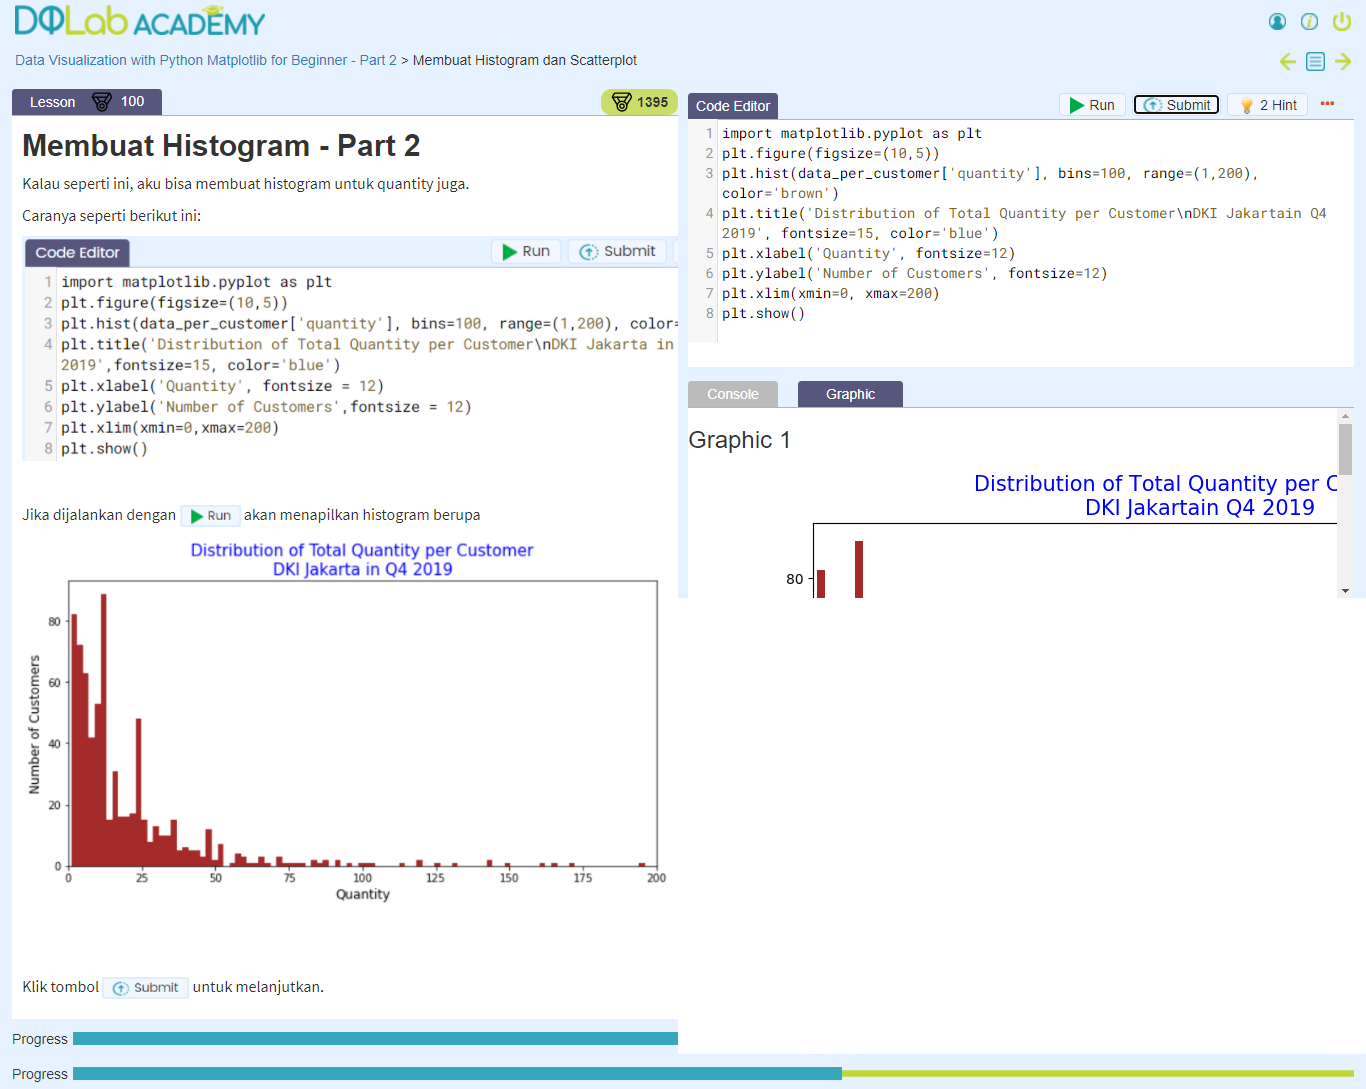 DQLab ACADEMY
Data Visualization with Python Matplotlib for Beginner - Part 2 > Membuat Histogram dan Scatterplot
Lesson 100
1395
Membuat Histogram - Part 2
Kalau seperti ini, aku bisa membuat histogram untuk quantity juga.
Caranya seperti berikut ini:
Code Editor Run Submit
1 import matplotlib.pyplot as plt
2 plt.figure(figsize=(10,5))
3 plt.hist(data_per_customer['quantity'], bins=100, range=(1,200), color=
4 plt.title('Distribution of Total Quantity per Customer\nDKI Jakarta in
2019',fontsize=15, color='blue')
5 plt.xlabel('Quantity', fontsize = 12)
6 plt.ylabel('Number of Customers',fontsize = 12)
7 plt.xlim(xmin=0,xmax=200)
8 plt.show()
Jika dijalankan dengan Run akan menapilkan histogram berupa
Distribution of Total Quantity per Customer
DKI Jakarta in Q4 2019
Number of Customers
80
60
40
20
0
0 25 50 75 100 125 150 175 200
Quantity
Klik tombol Submit untuk melanjutkan.
Progress
Code Editor Run Submit 2 Hint
1 import matplotlib.pyplot as plt
2 plt.figure(figsize=(10,5))
3 plt.hist(data_per_customer['quantity'], bins=100, range=(1,200),
color='brown')
4 plt.title('Distribution of Total Quantity per Customer\nDKI Jakartain Q4
2019', fontsize=15, color='blue')
5 plt.xlabel('Quantity', fontsize=12)
6 plt.ylabel('Number of Customers', fontsize=12)
7 plt.xlim(xmin=0, xmax=200)
8 plt.show()
Console Graphic
Graphic 1
Distribution of Total Quantity per C
DKI Jakartain Q4 2019
80
Progress